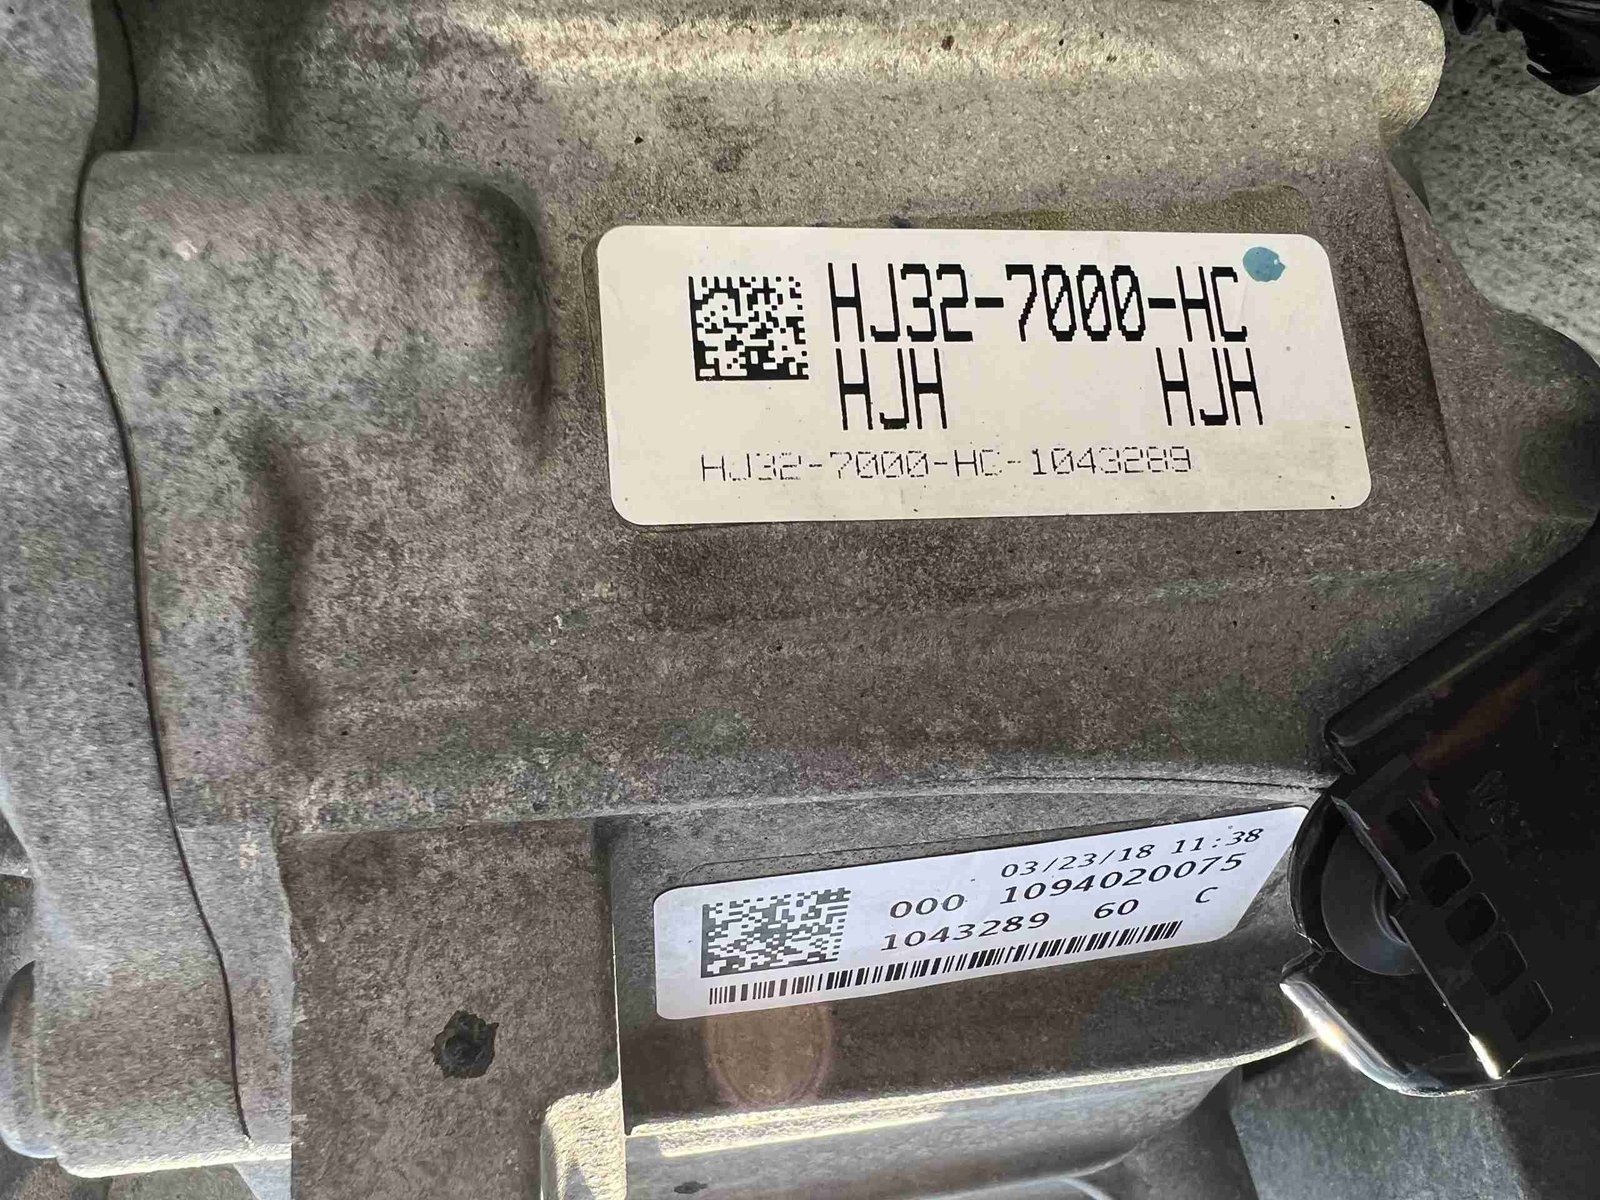 HJ32-7000-HC
HJH HJH
HJ32-7000-HC-1043289
03/23/18 11:38
000 1094020075
1043289 60 C